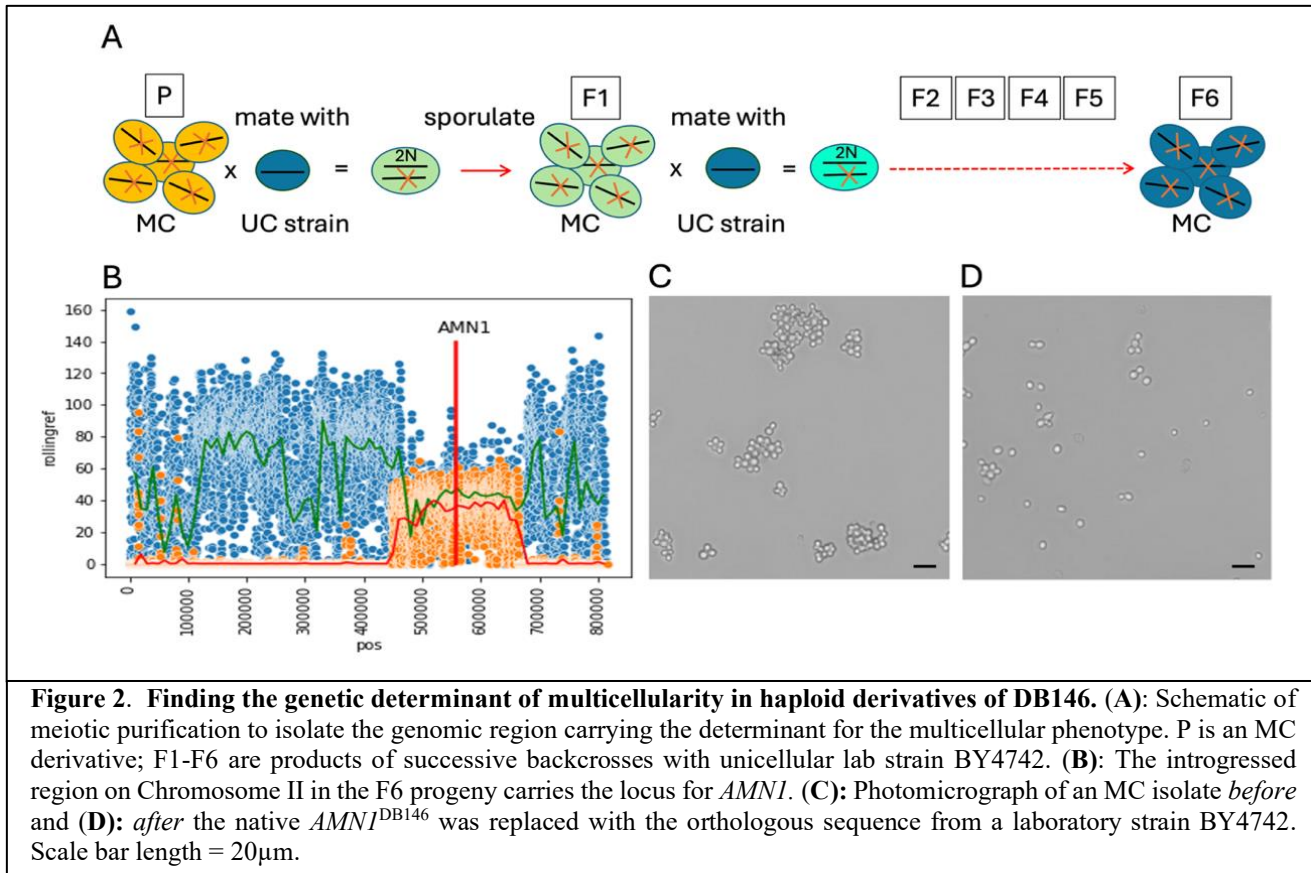 A
P
F1
F2 F3 F4 F5
F6
mate with
sporulate
mate with
2N
2N
x
=
x
=
MC
UC strain
MC
UC strain
MC
B
C
D
AMN1
160
140
120
100
80
60
40
20
0
rollingref
0
100000
200000
300000
400000
500000
600000
700000
800000
pos
Figure 2. Finding the genetic determinant of multicellularity in haploid derivatives of DB146. (A): Schematic of
meiotic purification to isolate the genomic region carrying the determinant for the multicellular phenotype. P is an MC
derivative; F1-F6 are products of successive backcrosses with unicellular lab strain BY4742. (B): The introgressed
region on Chromosome II in the F6 progeny carries the locus for AMN1. (C): Photomicrograph of an MC isolate before
and (D): after the native AMN1DB146 was replaced with the orthologous sequence from a laboratory strain BY4742.
Scale bar length = 20µm.